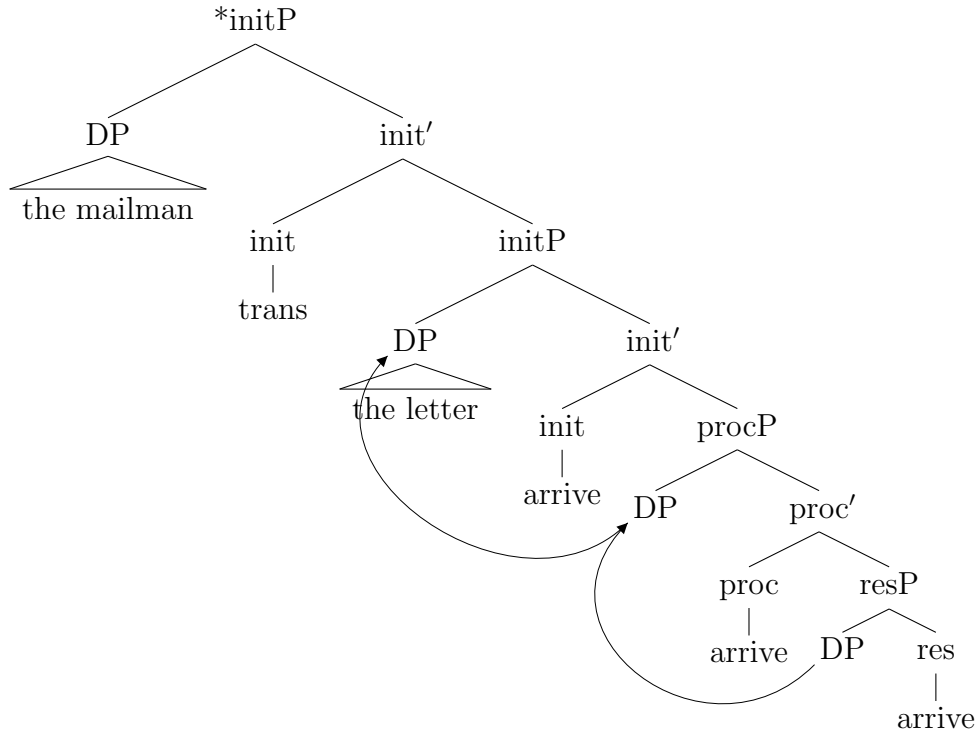 *initP
DP init′
the mailman
init initP
trans
DP init′
the letter
init procP
arrive
DP proc′
proc resP
arrive DP res
arrive